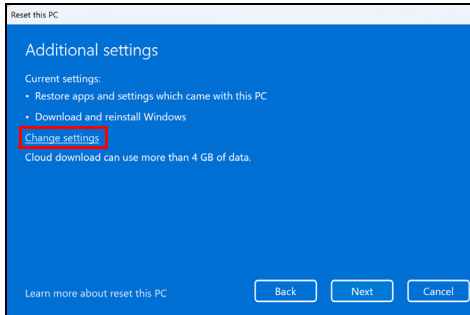 Reset this PC
Additional settings
Current settings:
• Restore apps and settings which came with this PC
• Download and reinstall Windows
Change settings
Cloud download can use more than 4 GB of data.
Learn more about reset this PC
Back
Next
Cancel